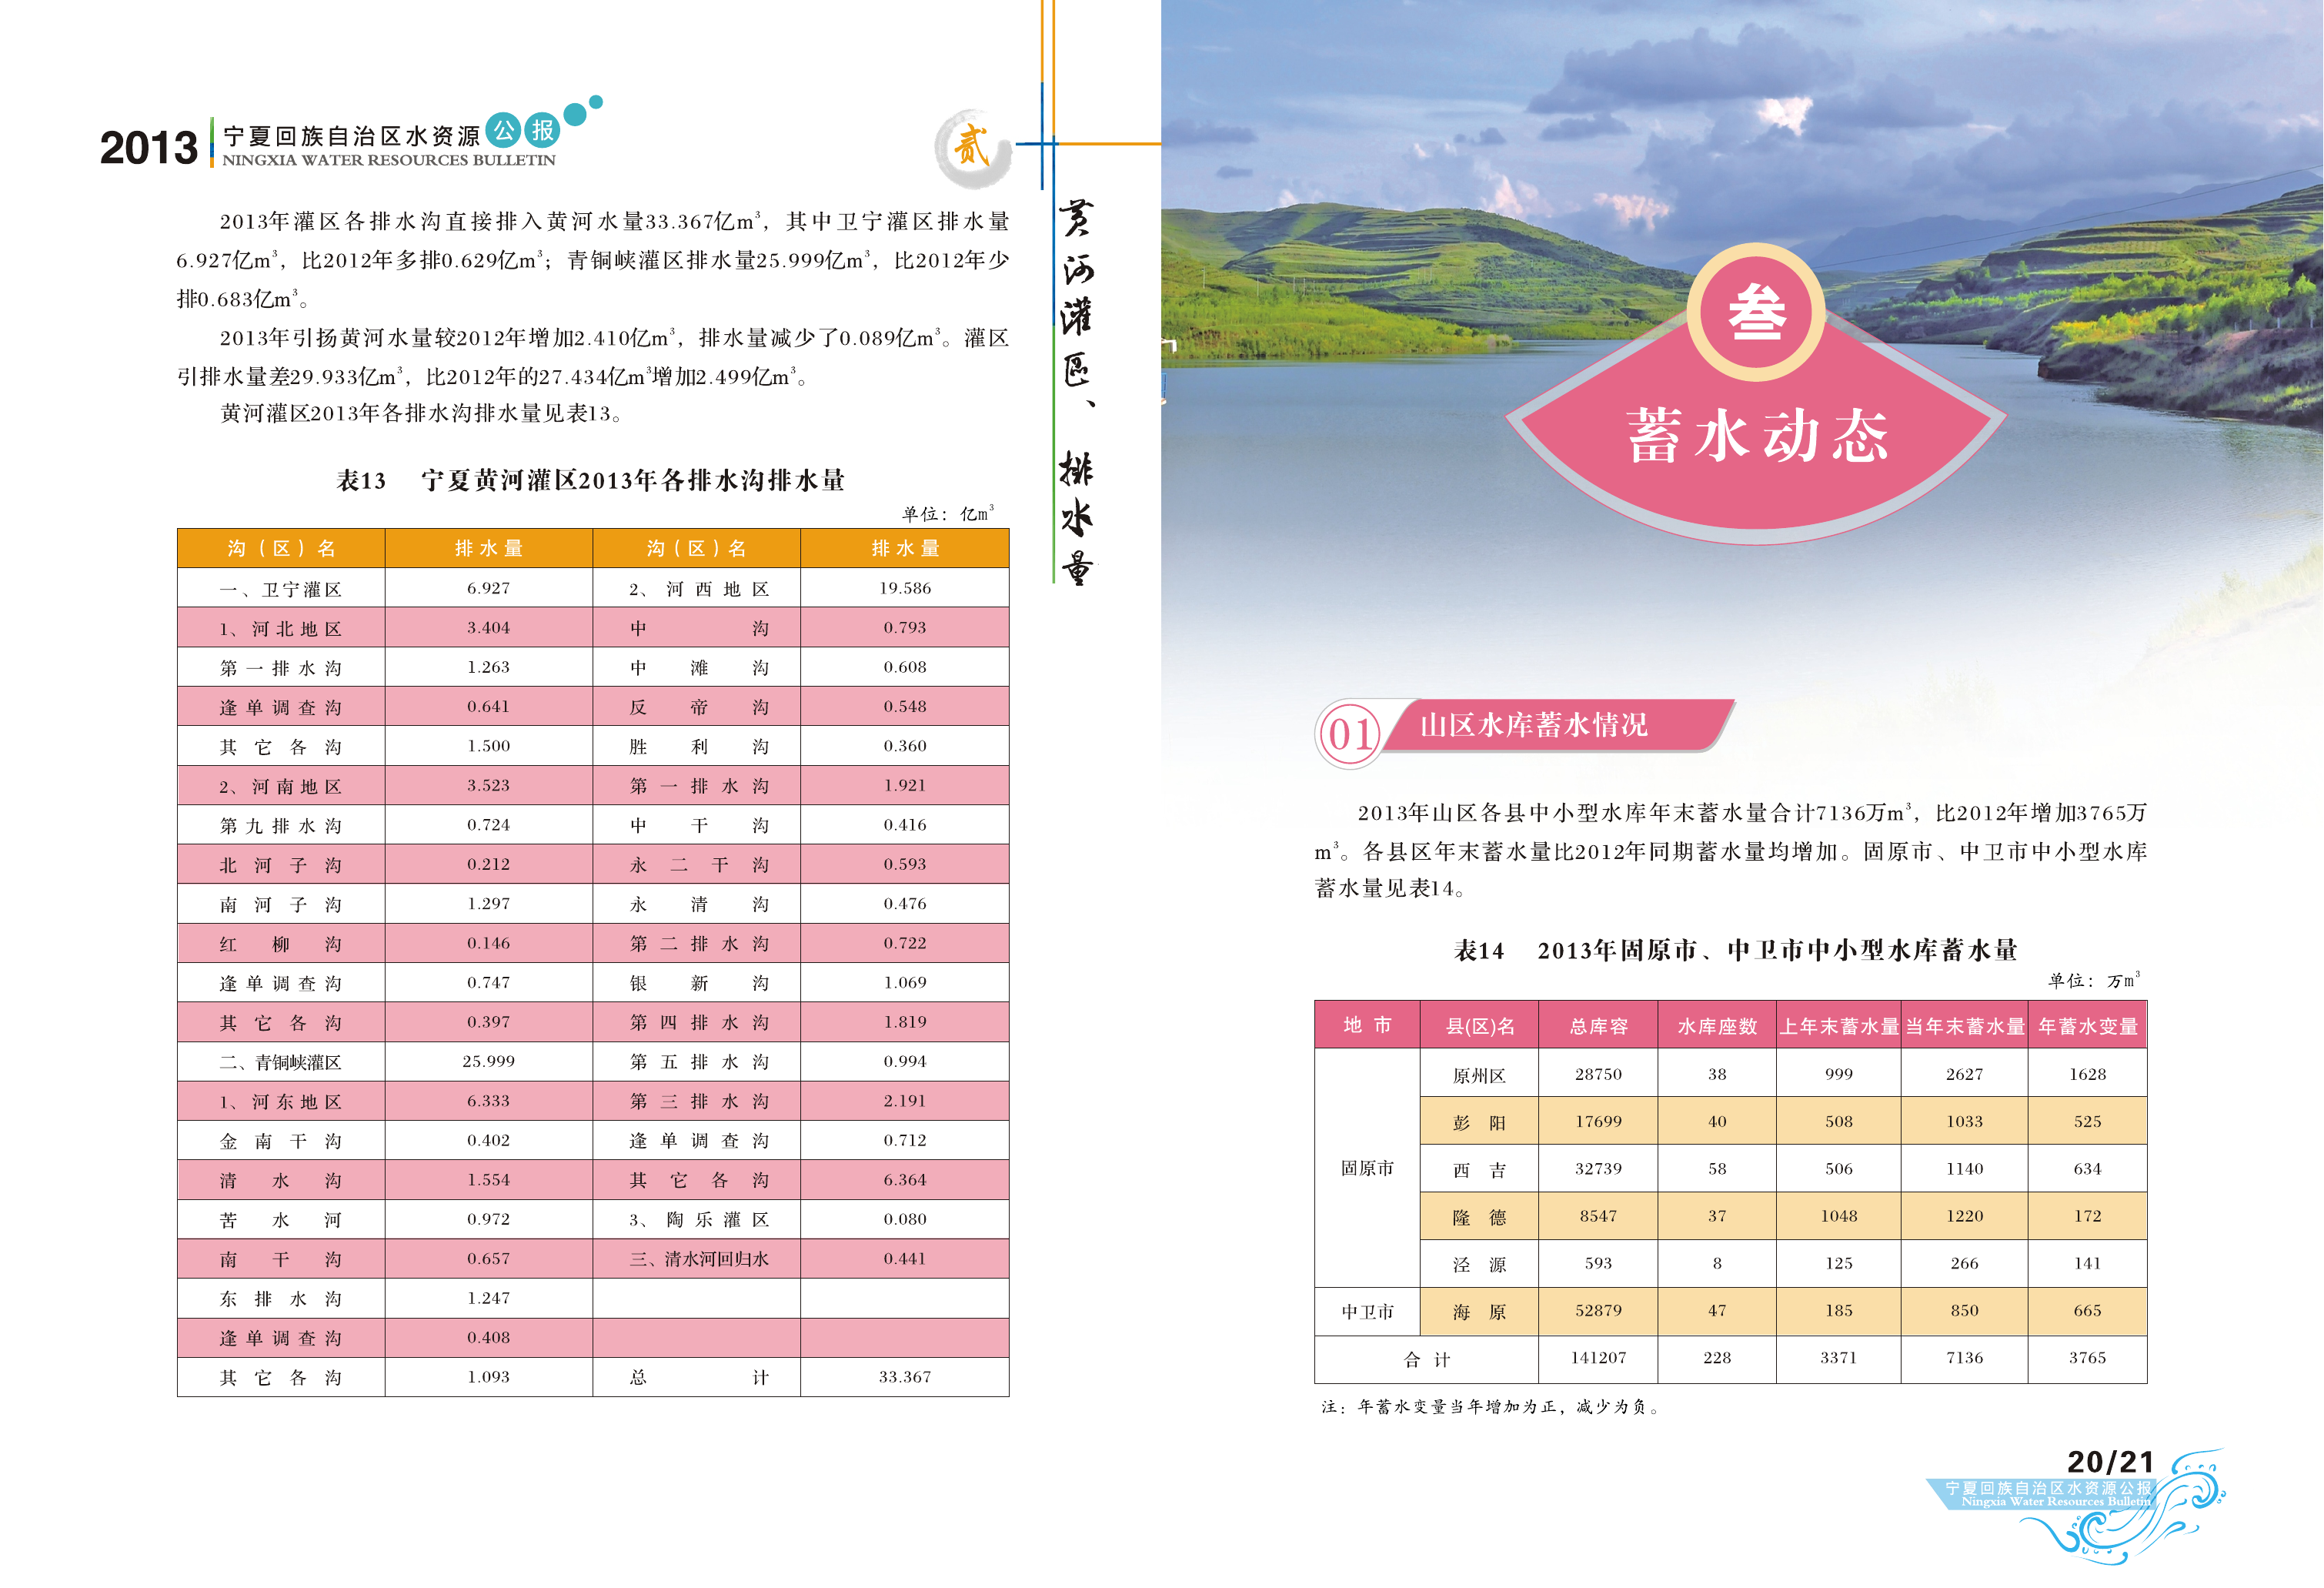 2013 宁夏回族自治区水资源公报
NINGXIA WATER RESOURCES BULLETIN
贰
黄河灌区、排水量
2013年灌区各排水沟直接排入黄河水量33.367亿m³，其中卫宁灌区排水量
6.927亿m³，比2012年多排0.629亿m³；青铜峡灌区排水量25.999亿m³，比2012年少
排0.683亿m³。
2013年引扬黄河水量较2012年增加2.410亿m³，排水量减少了0.089亿m³。灌区
引排水量差29.933亿m³，比2012年的27.434亿m³增加2.499亿m³。
黄河灌区2013年各排水沟排水量见表13。
表13 宁夏黄河灌区2013年各排水沟排水量
单位：亿m³
沟（区）名 排水量 沟（区）名 排水量
一、卫宁灌区 6.927 2、河西地区 19.586
1、河北地区 3.404 中沟 0.793
第一排水沟 1.263 中滩沟 0.608
逢单调查沟 0.641 反帝沟 0.548
其它各沟 1.500 胜利沟 0.360
2、河南地区 3.523 第一排水沟 1.921
第九排水沟 0.724 中干沟 0.416
北河子沟 0.212 永二干沟 0.593
南河子沟 1.297 永清沟 0.476
红柳沟 0.146 第二排水沟 0.722
逢单调查沟 0.747 银新沟 1.069
其它各沟 0.397 第四排水沟 1.819
二、青铜峡灌区 25.999 第五排水沟 0.994
1、河东地区 6.333 第三排水沟 2.191
金南干沟 0.402 逢单调查沟 0.712
清水沟 1.554 其它各沟 6.364
苦水河 0.972 3、陶乐灌区 0.080
南干沟 0.657 三、清水河回归水 0.441
东排水沟 1.247
逢单调查沟 0.408
其它各沟 1.093 总计 33.367
叁
蓄水动态
01 山区水库蓄水情况
2013年山区各县中小型水库年末蓄水量合计7136万m³，比2012年增加3765万
m³。各县区年末蓄水量比2012年同期蓄水量均增加。固原市、中卫市中小型水库
蓄水量见表14。
表14 2013年固原市、中卫市中小型水库蓄水量
单位：万m³
地市 县(区)名 总库容 水库座数 上年末蓄水量 当年末蓄水量 年蓄水变量
固原市 原州区 28750 38 999 2627 1628
彭阳 17699 40 508 1033 525
西吉 32739 58 506 1140 634
隆德 8547 37 1048 1220 172
泾源 593 8 125 266 141
中卫市 海原 52879 47 185 850 665
合计 141207 228 3371 7136 3765
注：年蓄水变量当年增加为正，减少为负。
20/21
宁夏回族自治区水资源公报
Ningxia Water Resources Bulletin